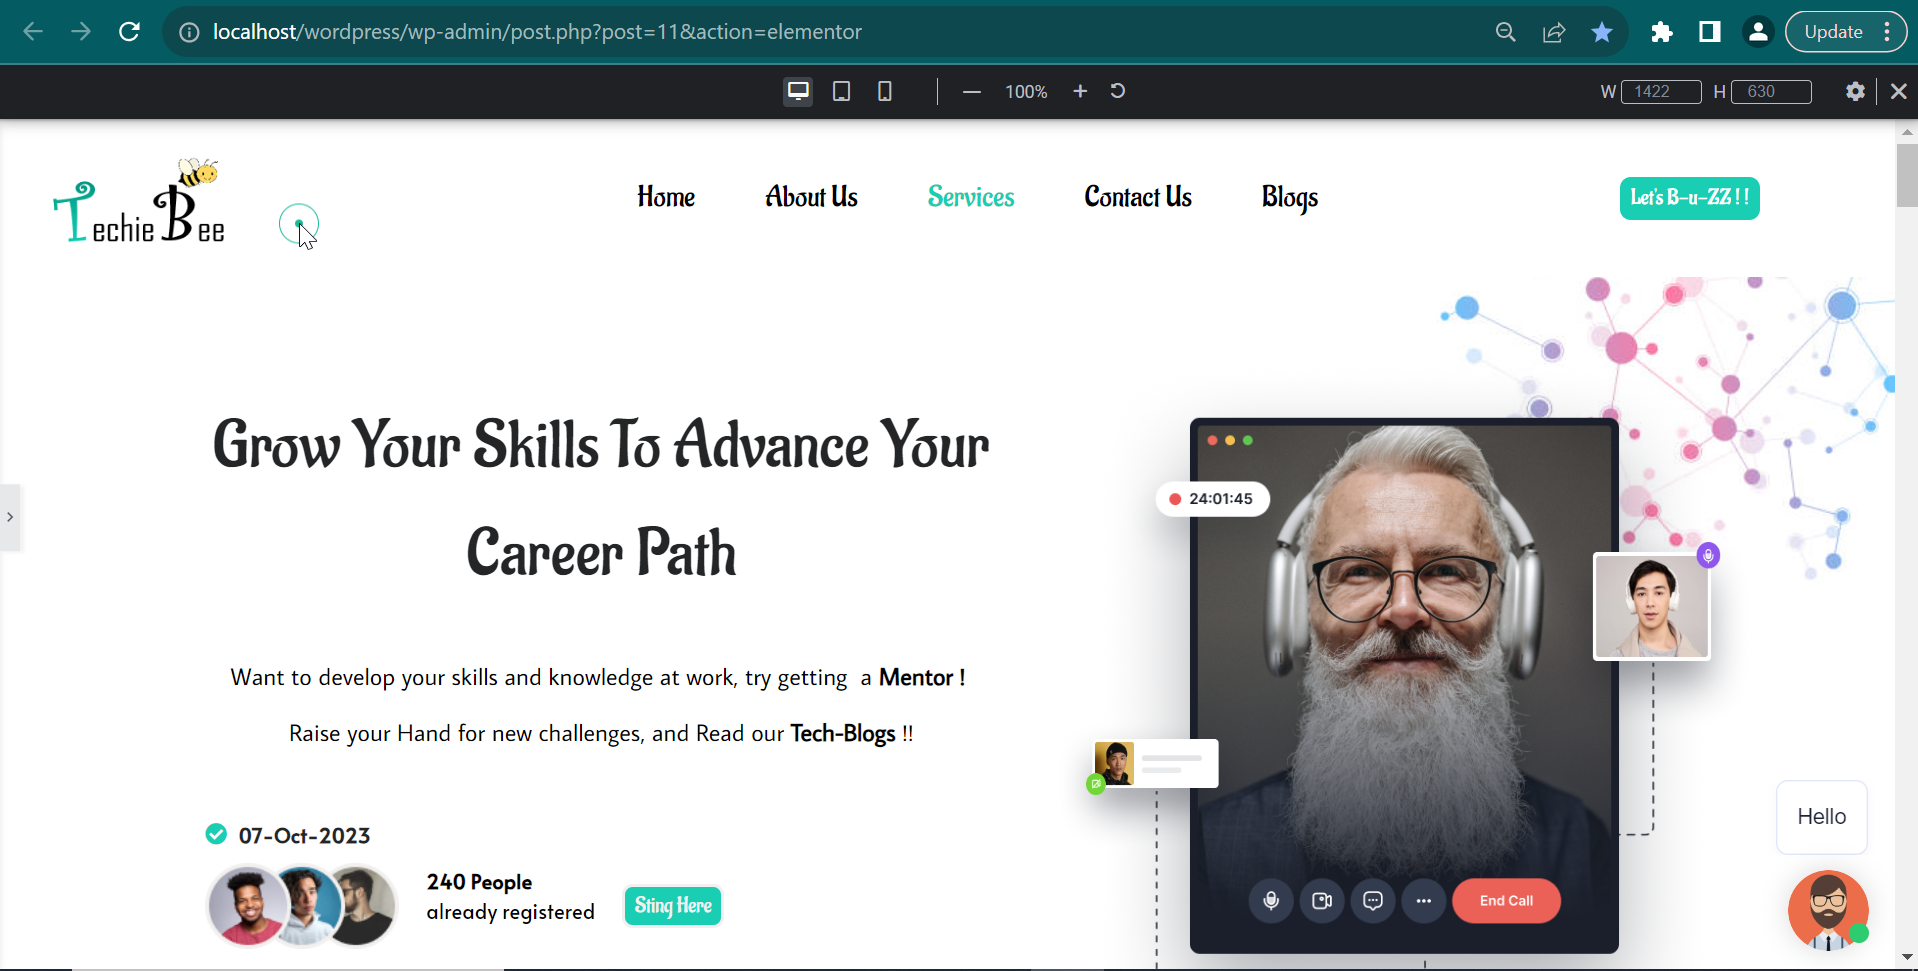 localhost/wordpress/wp-admin/post.php?post=11&action=elementor
Update
100%
W 1422 H 630
Techie Bee
Home About Us Services Contact Us Blogs
Let's B-u-ZZ ! !
Grow Your Skills To Advance Your
Career Path
24:01:45
Want to develop your skills and knowledge at work, try getting a Mentor !
Raise your Hand for new challenges, and Read our Tech-Blogs !!
Hello
07-Oct-2023
240 People
already registered
Sting Here
End Call